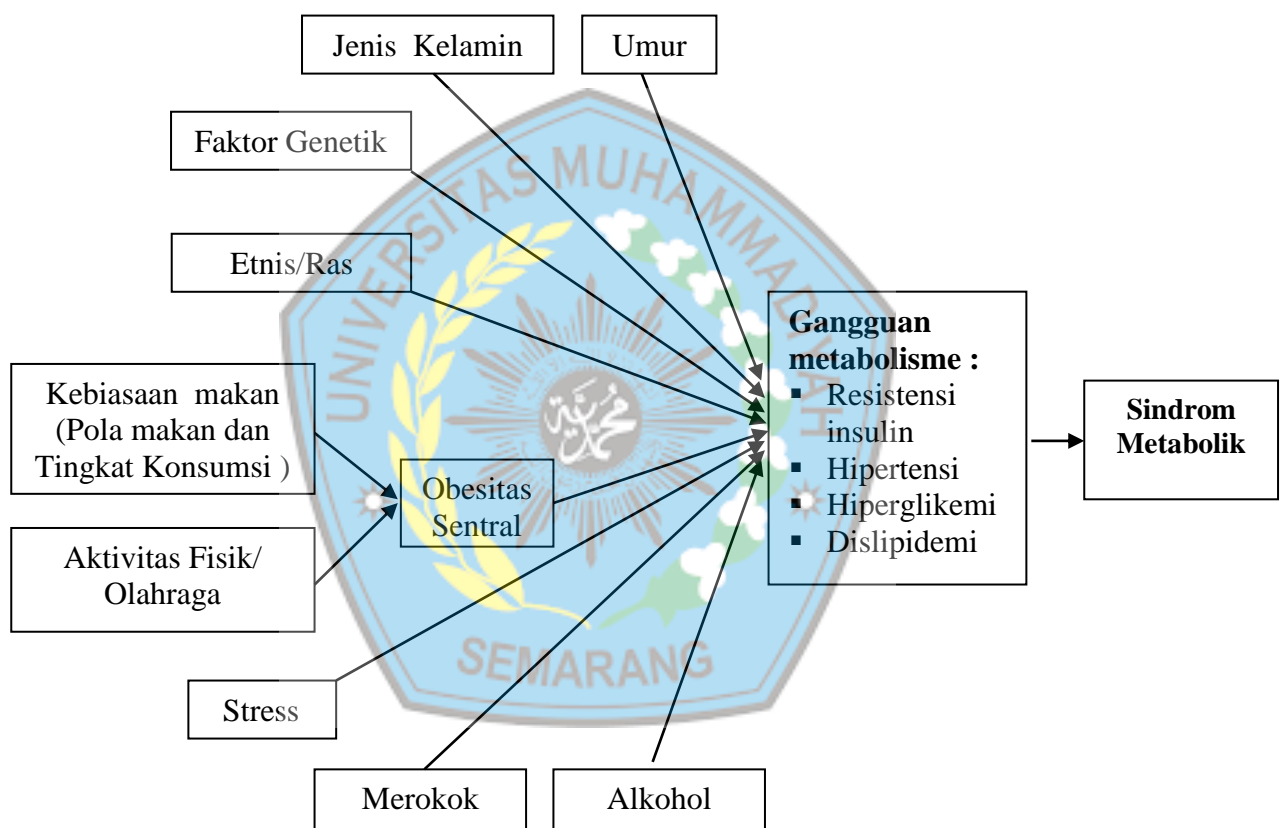 Jenis Kelamin
Umur
Faktor Genetik
Etnis/Ras
Kebiasaan makan
(Pola makan dan
Tingkat Konsumsi )
Aktivitas Fisik/
Olahraga
Obesitas
Sentral
Stress
Merokok
Alkohol
Gangguan
metabolisme :
▪ Resistensi
insulin
▪ Hipertensi
▪ Hiperglikemi
▪ Dislipidemi
Sindrom
Metabolik
UNIVERSITAS MUHAMMADIYAH
SEMARANG